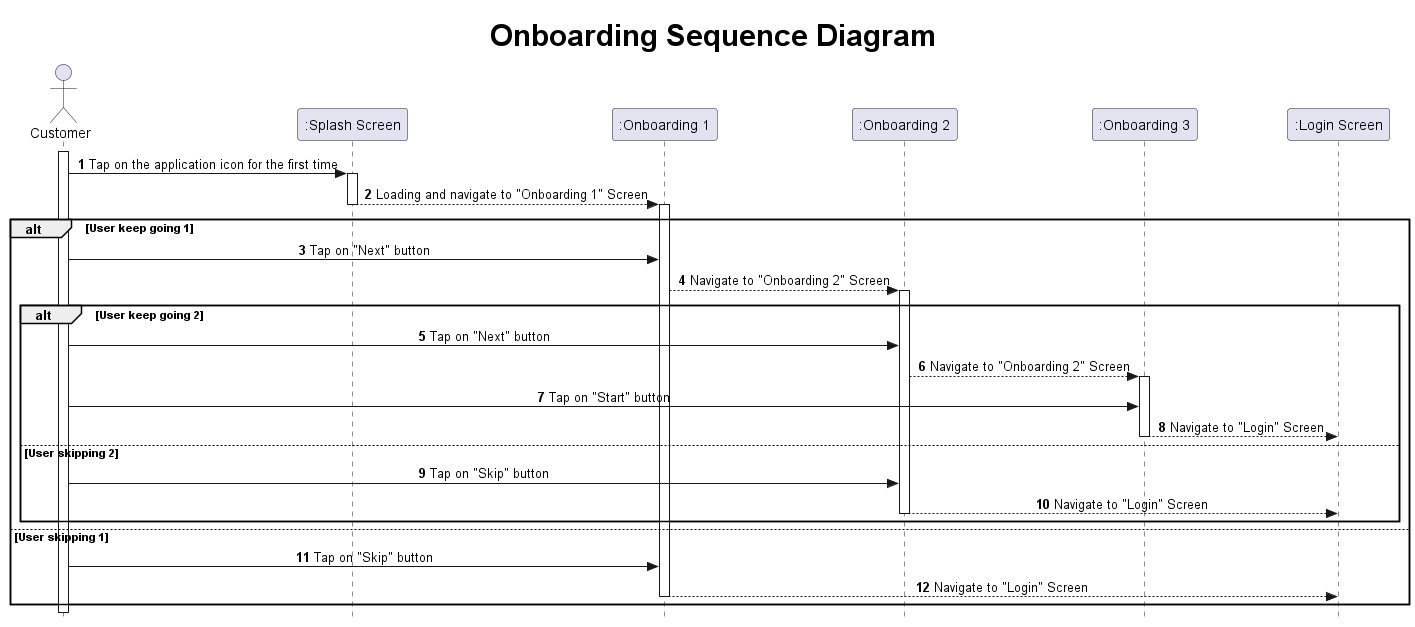 Onboarding Sequence Diagram
Customer
:Splash Screen
:Onboarding 1
:Onboarding 2
:Onboarding 3
:Login Screen
1 Tap on the application icon for the first time
2 Loading and navigate to "Onboarding 1" Screen
alt [User keep going 1]
3 Tap on "Next" button
4 Navigate to "Onboarding 2" Screen
alt [User keep going 2]
5 Tap on "Next" button
6 Navigate to "Onboarding 2" Screen
7 Tap on "Start" button
8 Navigate to "Login" Screen
[User skipping 2]
9 Tap on "Skip" button
10 Navigate to "Login" Screen
[User skipping 1]
11 Tap on "Skip" button
12 Navigate to "Login" Screen